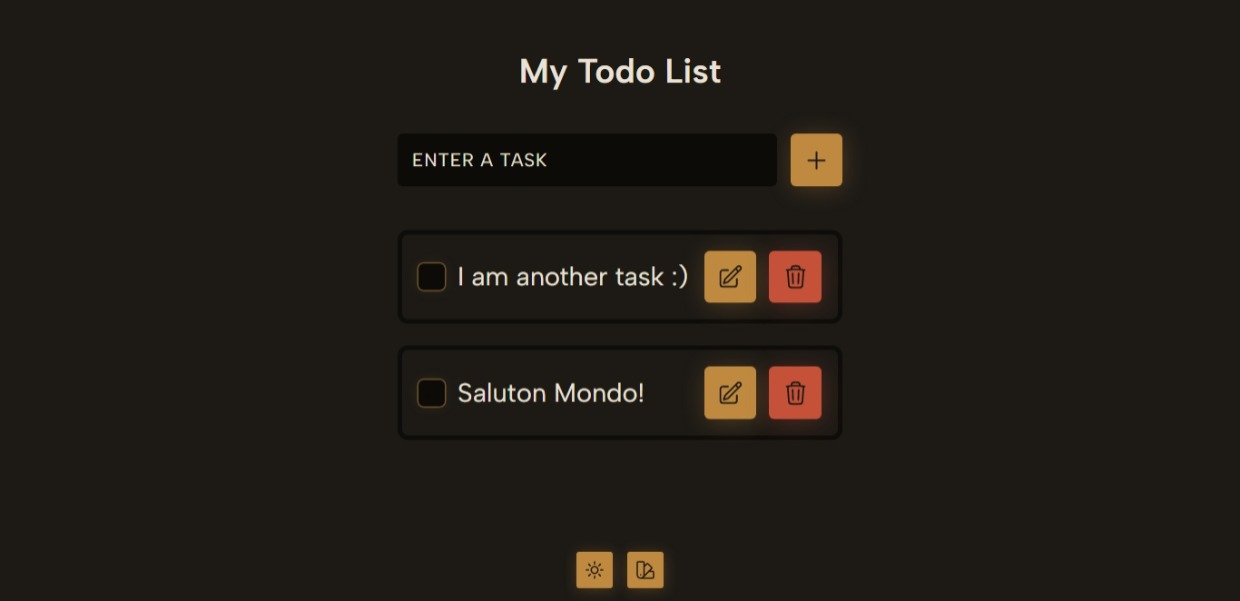 My Todo List
ENTER A TASK
I am another task :)
Saluton Mondo!